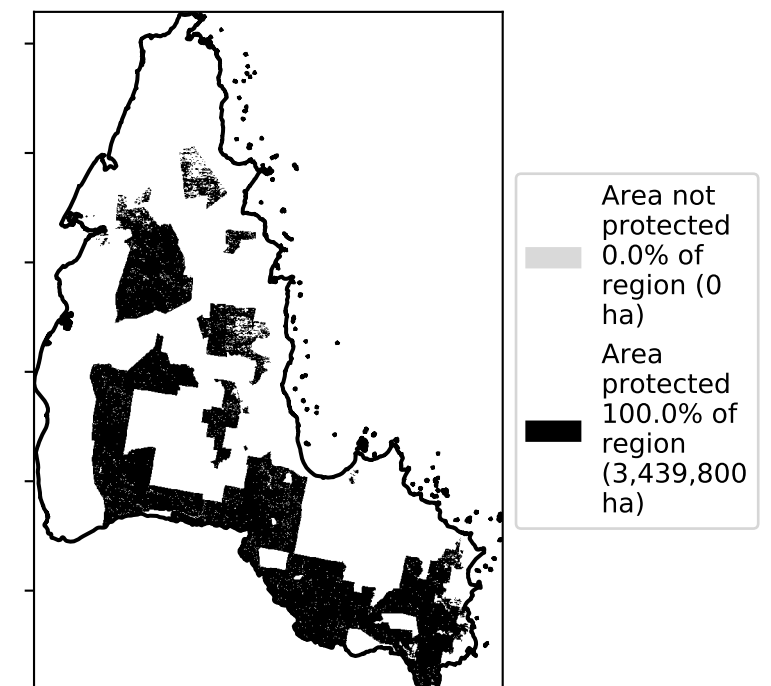 Area not
protected
0.0% of
region (0
ha)
Area
protected
100.0% of
region
(3,439,800
ha)